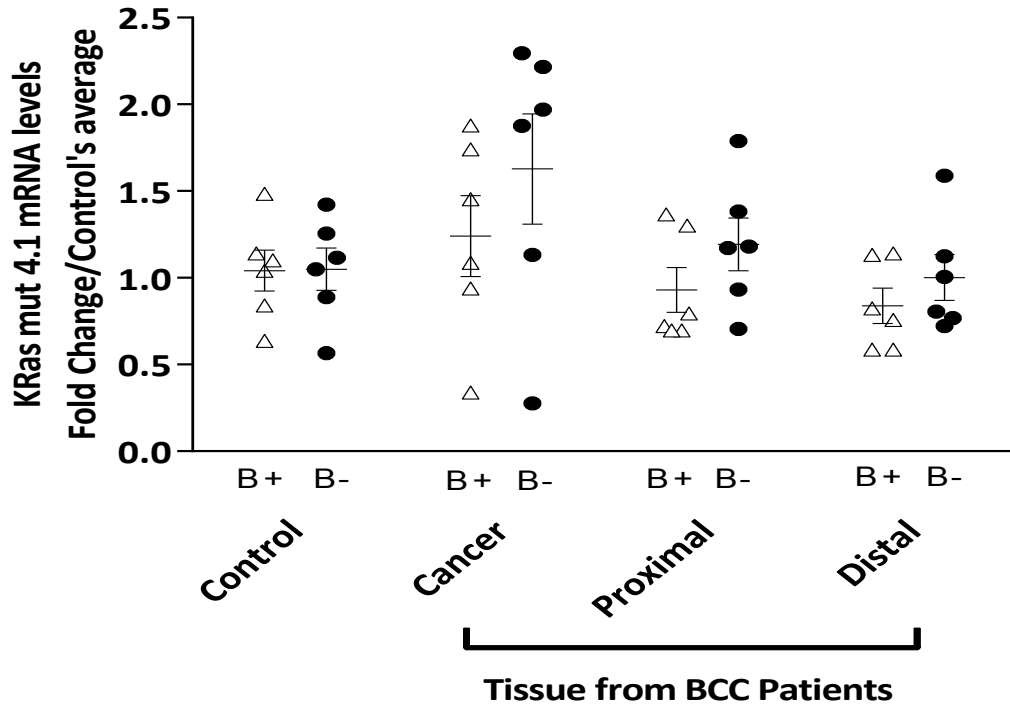 KRas mut 4.1 mRNA levels
Fold Change/Control's average
2.5
2.0
1.5
1.0
0.5
0.0
B+ B- B+ B- B+ B- B+ B-
Control Cancer Proximal Distal
Tissue from BCC Patients